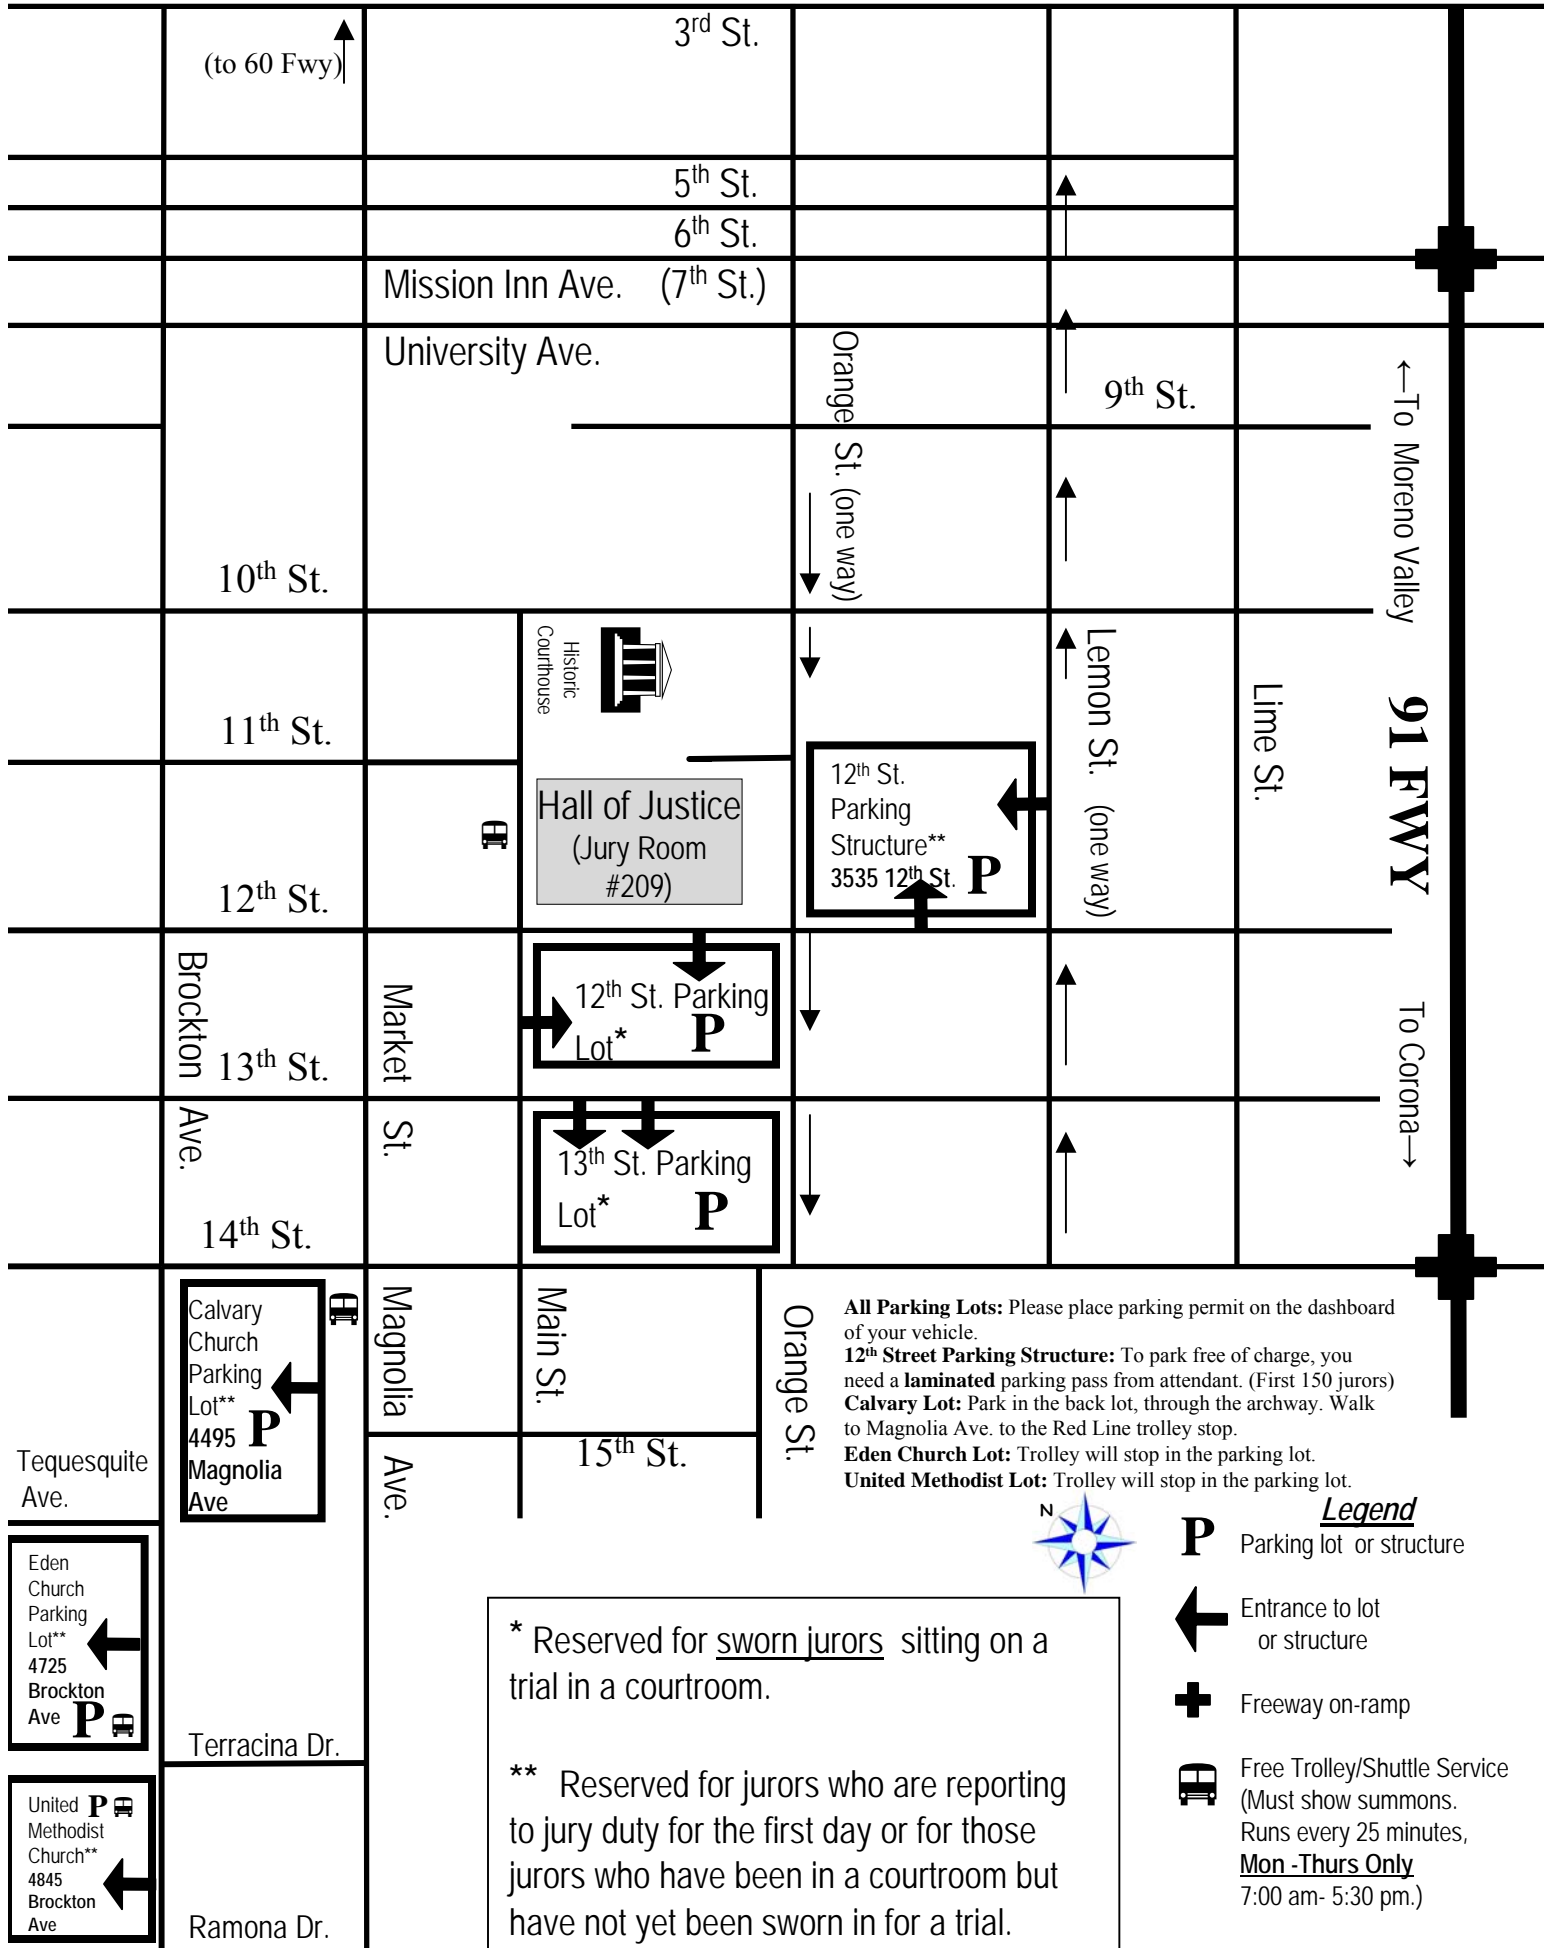 3rd St.
(to 60 Fwy)
5th St.
6th St.
Mission Inn Ave. (7th St.)
University Ave.
Orange St. (one way)
9th St.
←To Moreno Valley
10th St.
Historic
Courthouse
Lemon St. (one way)
Lime St.
91 FWY
11th St.
Hall of Justice
(Jury Room
#209)
12th St.
Parking
Structure**
3535 12th St. P
12th St.
Brockton Ave.
Market St.
12th St. Parking
Lot* P
To Corona→
13th St.
13th St. Parking
Lot* P
14th St.
Calvary
Church
Parking
Lot**
4495 P
Magnolia
Ave
Magnolia Ave.
Main St.
Orange St.
15th St.
All Parking Lots: Please place parking permit on the dashboard
of your vehicle.
12th Street Parking Structure: To park free of charge, you
need a laminated parking pass from attendant. (First 150 jurors)
Calvary Lot: Park in the back lot, through the archway. Walk
to Magnolia Ave. to the Red Line trolley stop.
Eden Church Lot: Trolley will stop in the parking lot.
United Methodist Lot: Trolley will stop in the parking lot.
Tequesquite
Ave.
Eden
Church
Parking
Lot**
4725
Brockton
Ave P
Terracina Dr.
United P
Methodist
Church**
4845
Brockton
Ave
Ramona Dr.
N
Legend
P Parking lot or structure
Entrance to lot
or structure
Freeway on-ramp
Free Trolley/Shuttle Service
(Must show summons.
Runs every 25 minutes,
Mon -Thurs Only
7:00 am- 5:30 pm.)
* Reserved for sworn jurors sitting on a
trial in a courtroom.
** Reserved for jurors who are reporting
to jury duty for the first day or for those
jurors who have been in a courtroom but
have not yet been sworn in for a trial.